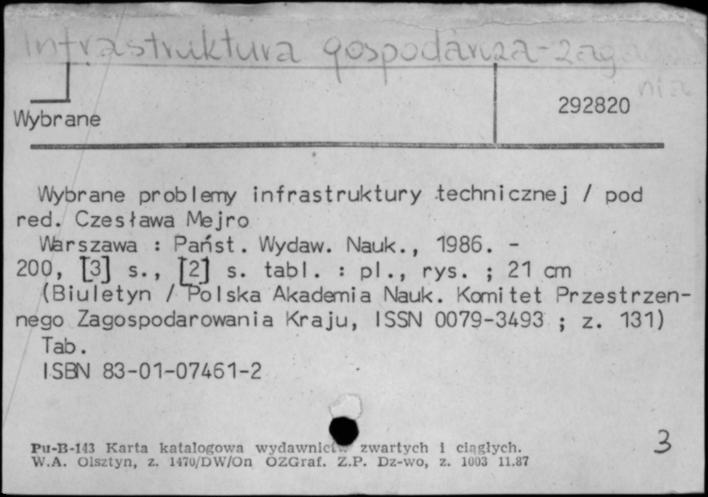 Infrastruktura gospodarcza - zagad
nia
292820
Wybrane
Wybrane problemy infrastruktury technicznej / pod
red. Czesława Mejro
Warszawa : Państ. Wydaw. Nauk., 1986. -
200, [3] s., [2] s. tabl. : pl., rys. ; 21 cm
(Biuletyn / Polska Akademia Nauk. Komitet Przestrzen-
nego Zagospodarowania Kraju, ISSN 0079-3493 ; z. 131)
Tab.
ISBN 83-01-07461-2
Pu-B-143 Karta katalogowa wydawnictw zwartych i ciągłych.
W.A. Olsztyn, z. 1470/DW/On OZGraf. Z.P. Dz-wo, z. 1003 11.87
3